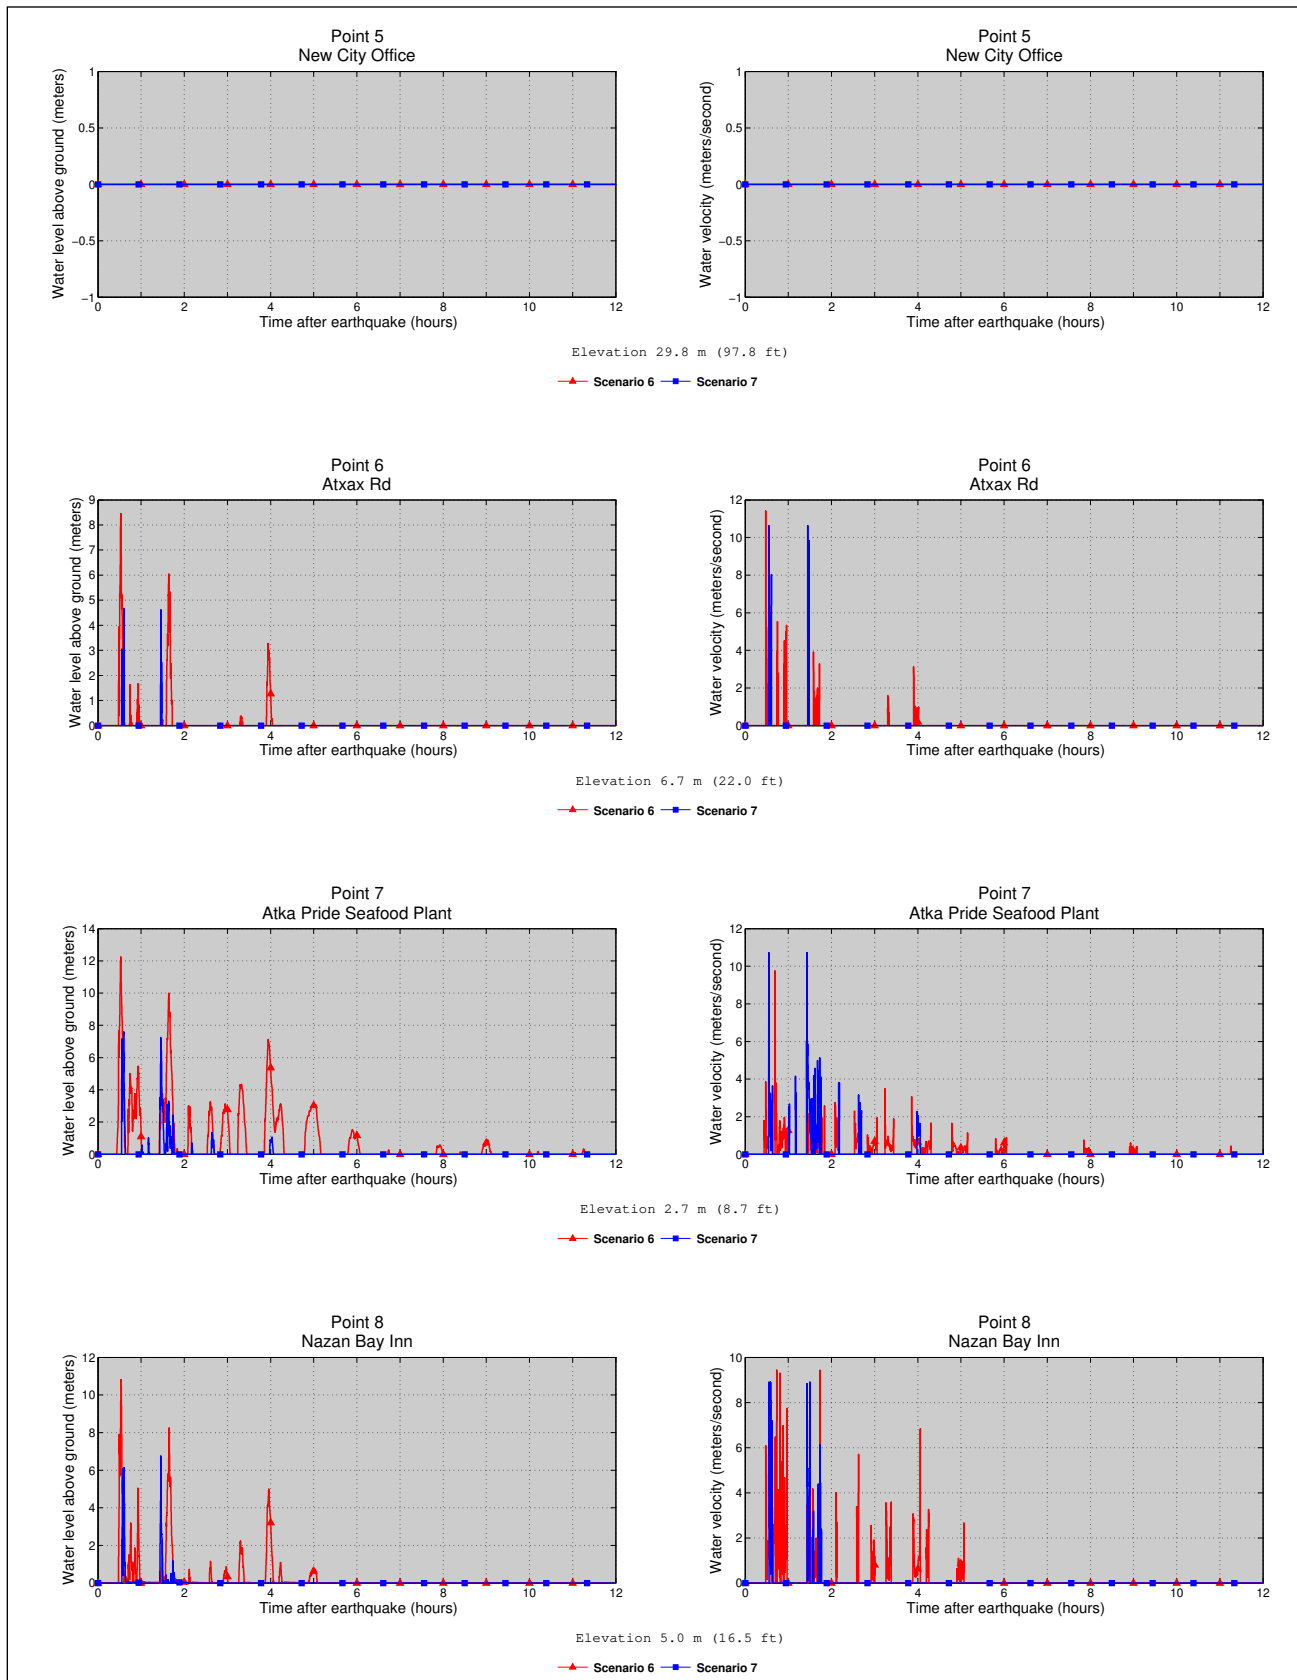 Point 5
New City Office
Water level above ground (meters)
1
0.5
0
−0.5
−1
0 2 4 6 8 10 12
Time after earthquake (hours)
Point 5
New City Office
Water velocity (meters/second)
1
0.5
0
−0.5
−1
0 2 4 6 8 10 12
Time after earthquake (hours)
Elevation 29.8 m (97.8 ft)
Scenario 6 Scenario 7
Point 6
Atxax Rd
Water level above ground (meters)
9
8
7
6
5
4
3
2
1
0
0 2 4 6 8 10 12
Time after earthquake (hours)
Point 6
Atxax Rd
Water velocity (meters/second)
12
10
8
6
4
2
0
0 2 4 6 8 10 12
Time after earthquake (hours)
Elevation 6.7 m (22.0 ft)
Scenario 6 Scenario 7
Point 7
Atka Pride Seafood Plant
Water level above ground (meters)
14
12
10
8
6
4
2
0
0 2 4 6 8 10 12
Time after earthquake (hours)
Point 7
Atka Pride Seafood Plant
Water velocity (meters/second)
12
10
8
6
4
2
0
0 2 4 6 8 10 12
Time after earthquake (hours)
Elevation 2.7 m (8.7 ft)
Scenario 6 Scenario 7
Point 8
Nazan Bay Inn
Water level above ground (meters)
12
10
8
6
4
2
0
0 2 4 6 8 10 12
Time after earthquake (hours)
Point 8
Nazan Bay Inn
Water velocity (meters/second)
10
8
6
4
2
0
0 2 4 6 8 10 12
Time after earthquake (hours)
Elevation 5.0 m (16.5 ft)
Scenario 6 Scenario 7